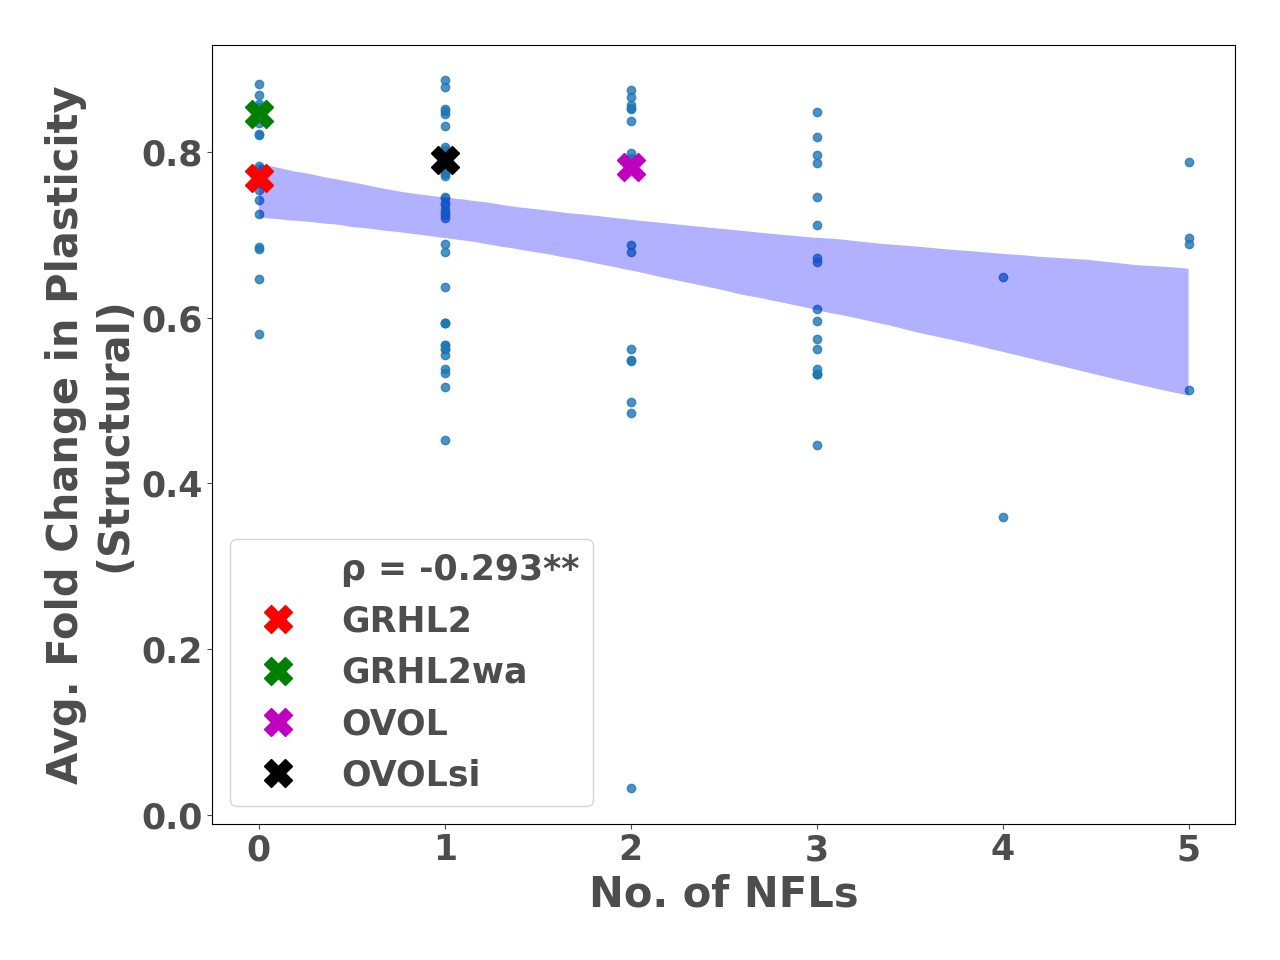 Avg. Fold Change in Plasticity
(Structural)
0.8
0.6
0.4
0.2
0.0
ρ = -0.293**
GRHL2
GRHL2wa
OVOL
OVOLsi
0 1 2 3 4 5
No. of NFLs